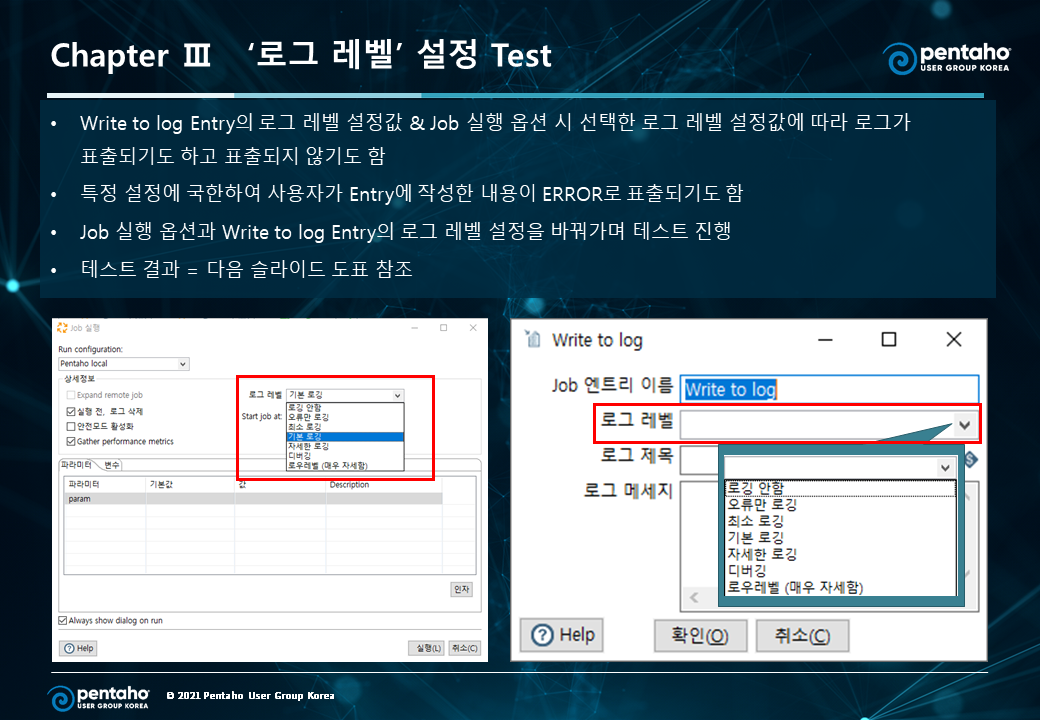 Chapter Ⅲ ‘로그 레벨’ 설정 Test
pentaho
USER GROUP KOREA
• Write to log Entry의 로그 레벨 설정값 & Job 실행 옵션 시 선택한 로그 레벨 설정값에 따라 로그가
표출되기도 하고 표출되지 않기도 함
• 특정 설정에 국한하여 사용자가 Entry에 작성한 내용이 ERROR로 표출되기도 함
• Job 실행 옵션과 Write to log Entry의 로그 레벨 설정을 바꿔가며 테스트 진행
• 테스트 결과 = 다음 슬라이드 도표 참조
Job 실행
Run configuration:
Pentaho local
상세정보
Expand remote job
실행 전, 로그 삭제
안전모드 활성화
Gather performance metrics
로그 레벨 기본 로깅
Start job at:
로깅 안함
오류만 로깅
최소 로깅
기본 로깅
자세한 로깅
디버깅
로우레벨 (매우 자세함)
파라미터 변수
파라미터 기본값 값 Description
param
인자
Always show dialog on run
Help 실행(L) 취소(C)
Write to log
Job 엔트리 이름 Write to log
로그 레벨
로그 제목
로그 메세지
로깅 안함
오류만 로깅
최소 로깅
기본 로깅
자세한 로깅
디버깅
로우레벨 (매우 자세함)
Help 확인(O) 취소(C)
pentaho
USER GROUP KOREA
© 2021 Pentaho User Group Korea